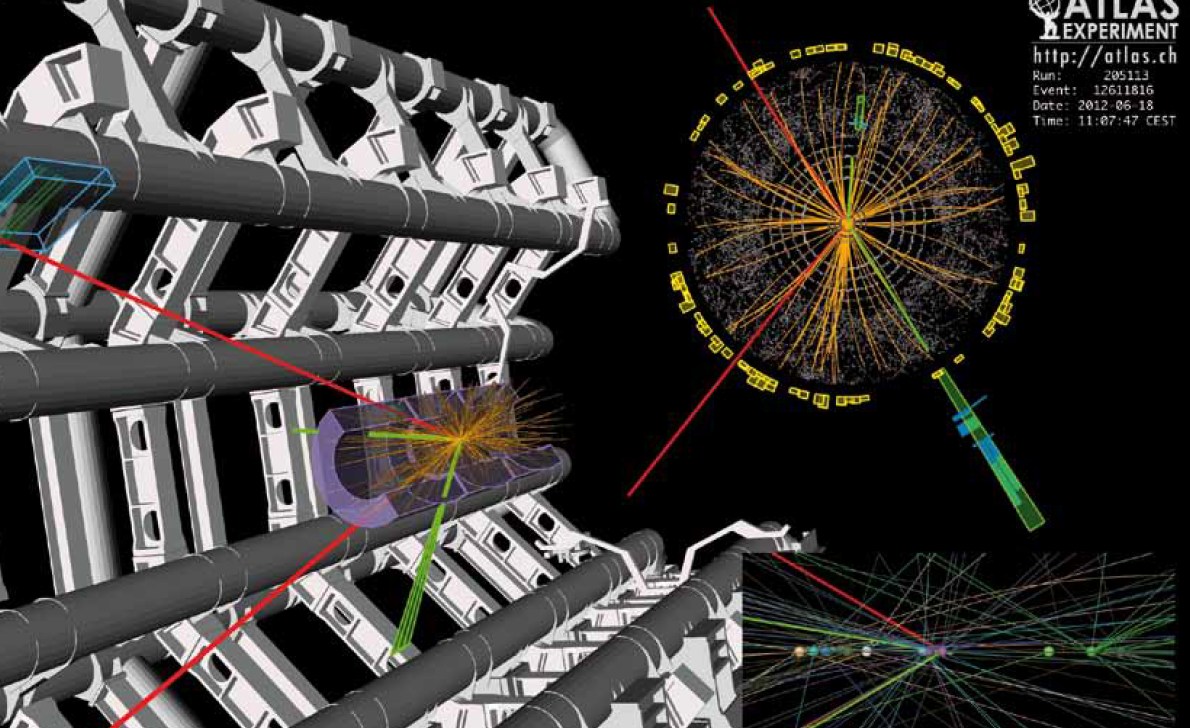 ATLAS
EXPERIMENT
http://atlas.ch
Run: 205113
Event: 12611816
Date: 2012-06-18
Time: 11:07:47 CEST